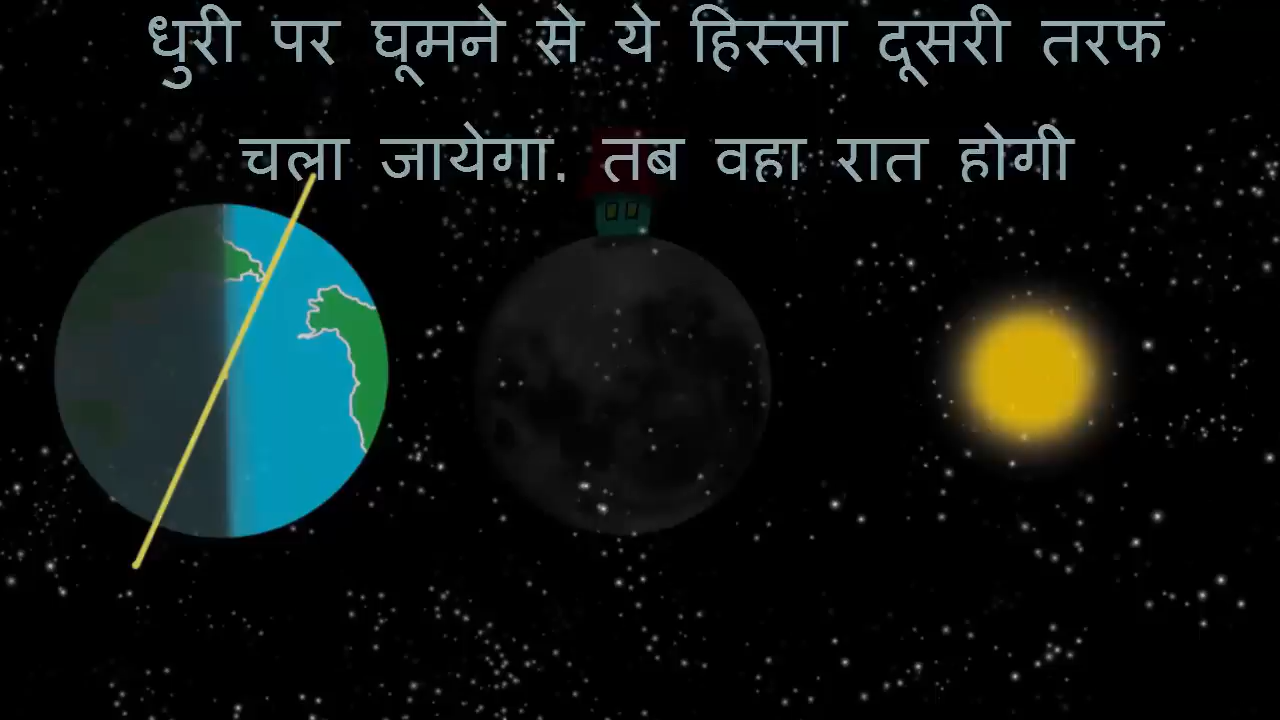 धुरी पर घूमने से ये हिस्सा दूसरी तरफ
चला जायेगा. तब वहा रात होगी